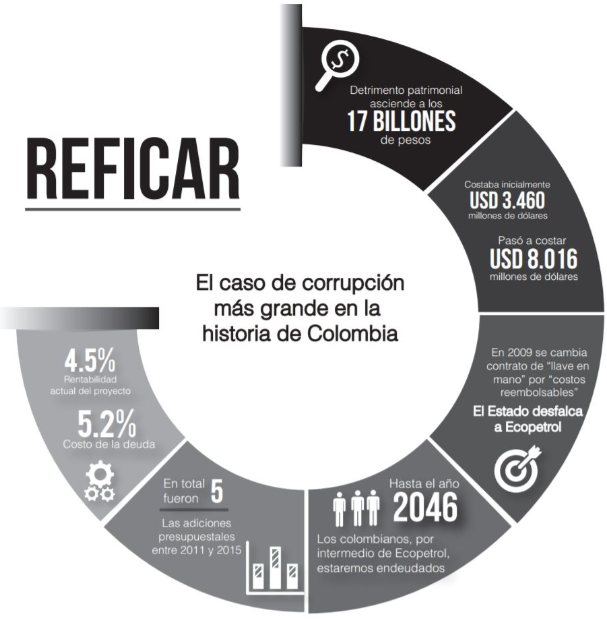 REFICAR
El caso de corrupción
más grande en la
historia de Colombia
Detrimento patrimonial
asciende a los
17 BILLONES
de pesos
Costaba inicialmente
USD 3.460
millones de dólares
Pasó a costar
USD 8.016
millones de dólares
En 2009 se cambia
contrato de “llave en
mano” por “costos
reembolsables”
El Estado desfalca
a Ecopetrol
Hasta el año
2046
Los colombianos, por
intermedio de Ecopetrol,
estaremos endeudados
En total
fueron 5
Las adiciones
presupuestales
entre 2011 y 2015
4.5%
Rentabilidad
actual del proyecto
5.2%
Costo de la deuda